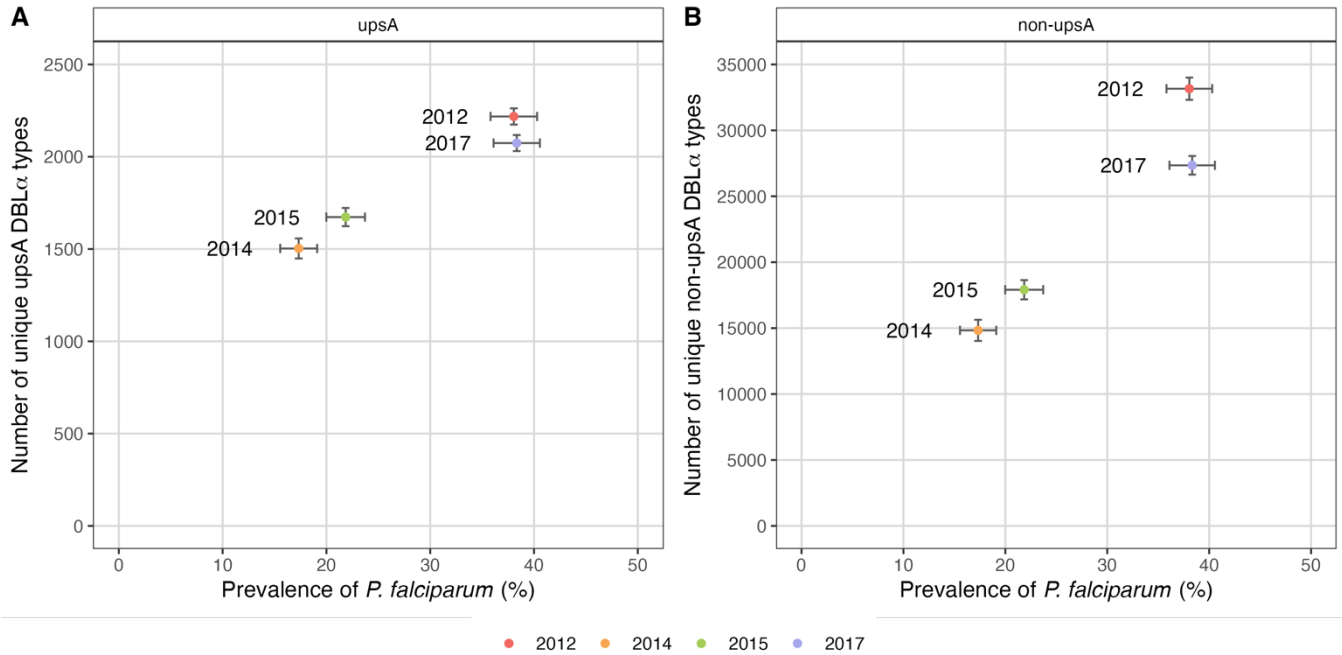 A
upsA
Number of unique upsA DBLα types
2500
2000
1500
1000
500
0
2012
2017
2015
2014
0 10 20 30 40 50
Prevalence of P. falciparum (%)
B
non-upsA
Number of unique non-upsA DBLα types
35000
30000
25000
20000
15000
10000
5000
0
2012
2017
2015
2014
0 10 20 30 40 50
Prevalence of P. falciparum (%)
2012 2014 2015 2017